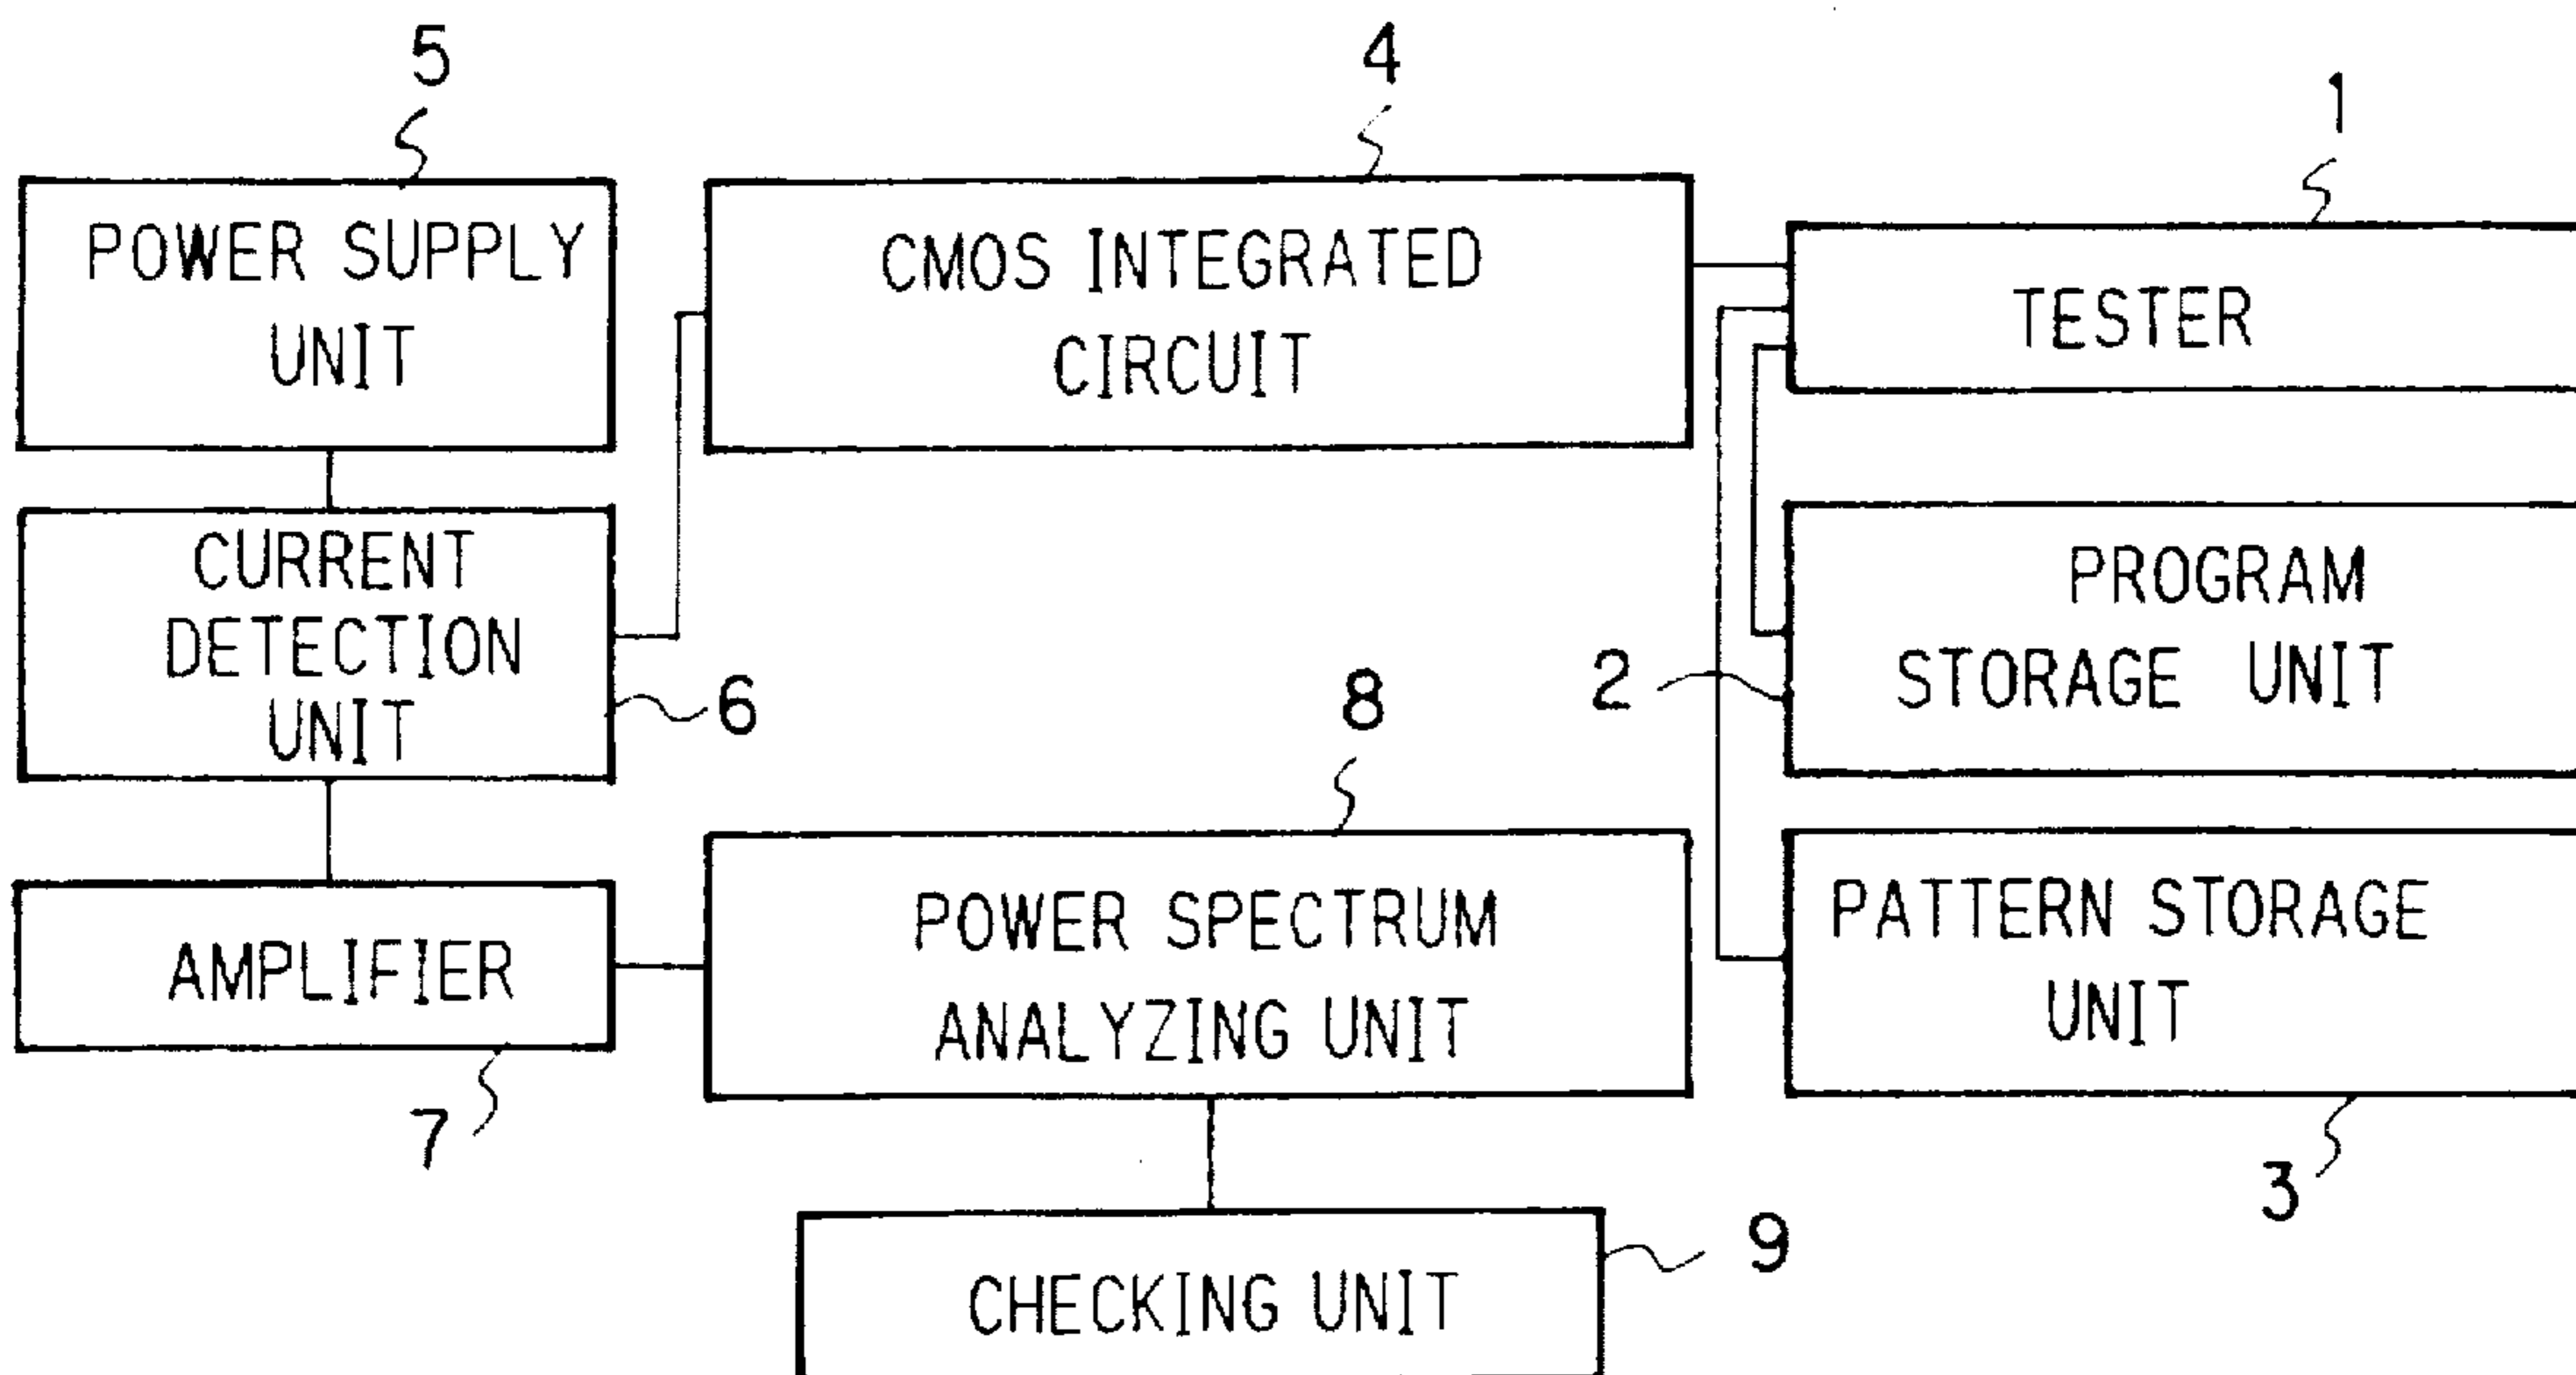 5
4
1
POWER SUPPLY
UNIT
CMOS INTEGRATED
CIRCUIT
TESTER
CURRENT
DETECTION
UNIT
6
PROGRAM
STORAGE UNIT
2
8
AMPLIFIER
7
POWER SPECTRUM
ANALYZING UNIT
PATTERN STORAGE
UNIT
3
CHECKING UNIT
9